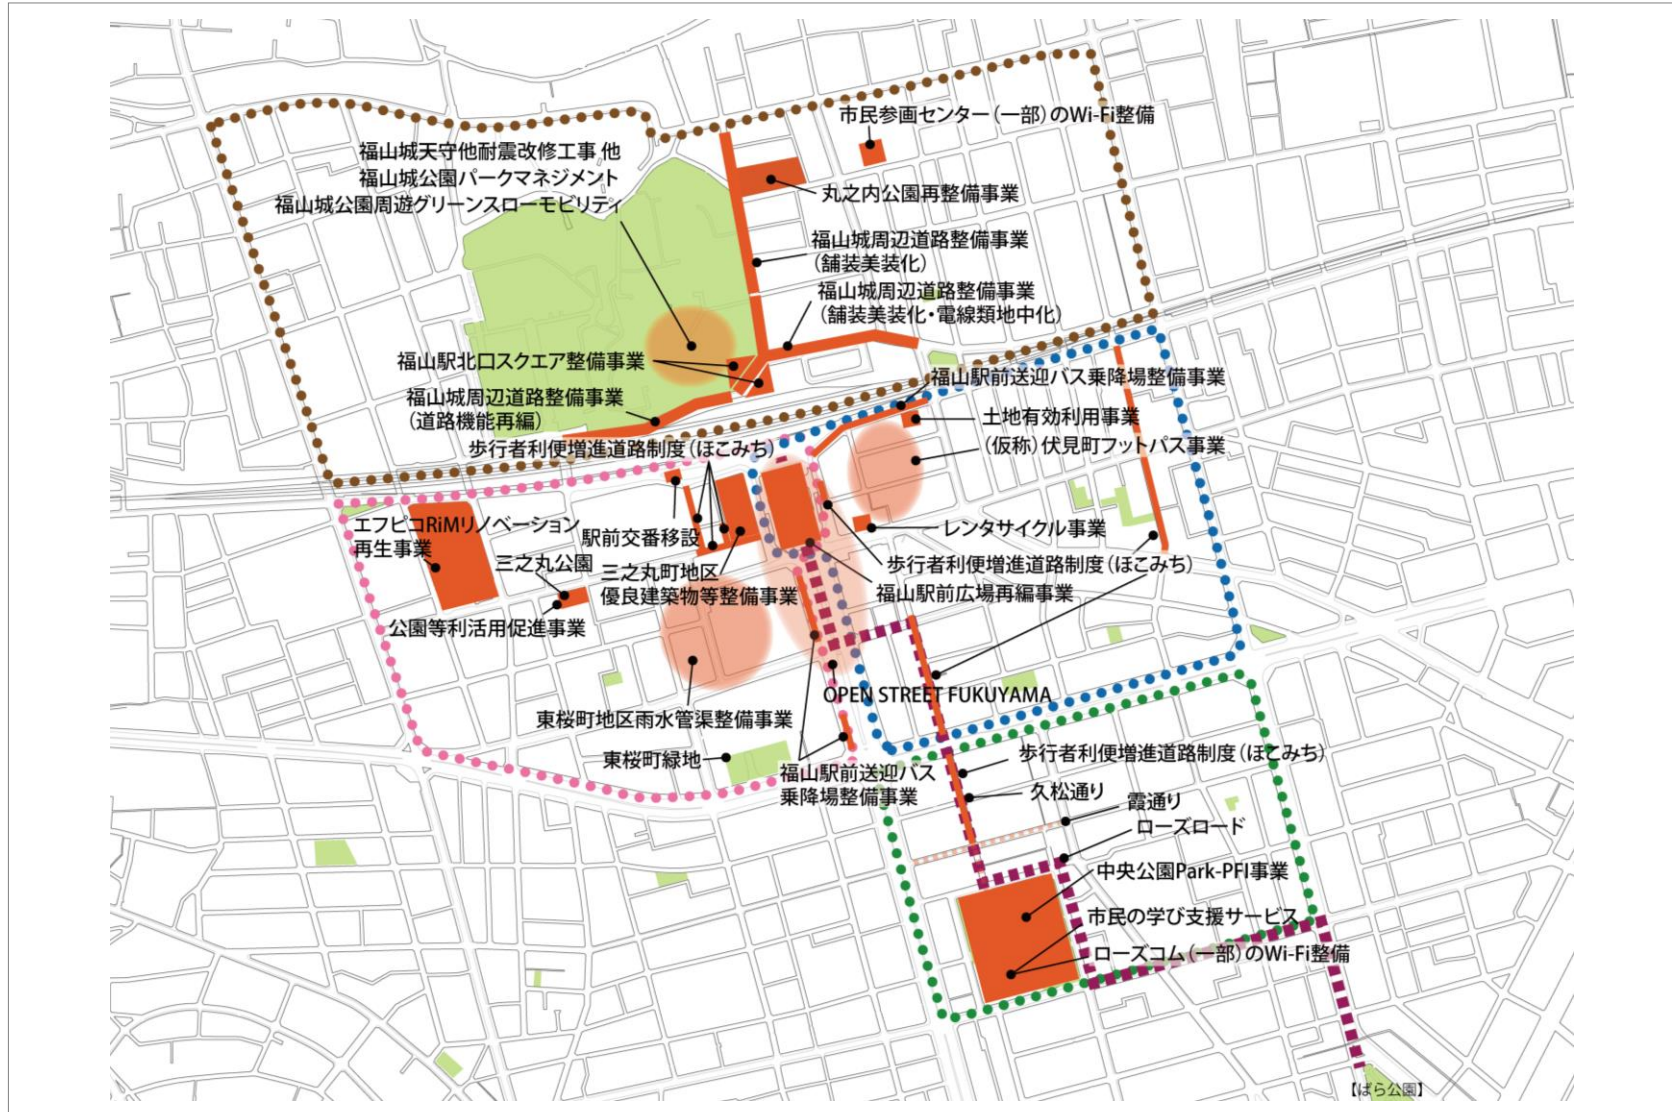 市民参画センター(一部)のWi-Fi整備
福山城天守他耐震改修工事 他
福山城公園パークマネジメント
福山城公園周遊グリーンスローモビリティ
丸之内公園再整備事業
福山城周辺道路整備事業
(舗装美装化)
福山城周辺道路整備事業
(舗装美装化・電線類地中化)
福山駅北口スクエア整備事業
福山駅前送迎バス乗降場整備事業
福山城周辺道路整備事業
(道路機能再編)
土地有効利用事業
(仮称)伏見町フットパス事業
歩行者利便増進道路制度(ほこみち)
エフピコRiMリノベーション
再生事業
駅前交番移設
レンタサイクル事業
三之丸公園
三之丸町地区
優良建築物等整備事業
歩行者利便増進道路制度(ほこみち)
福山駅前広場再編事業
公園等利活用促進事業
OPEN STREET FUKUYAMA
東桜町地区雨水管渠整備事業
東桜町緑地
福山駅前送迎バス
乗降場整備事業
歩行者利便増進道路制度(ほこみち)
久松通り
霞通り
ローズロード
中央公園Park-PFI事業
市民の学び支援サービス
ローズコム(一部)のWi-Fi整備
【ばら公園】